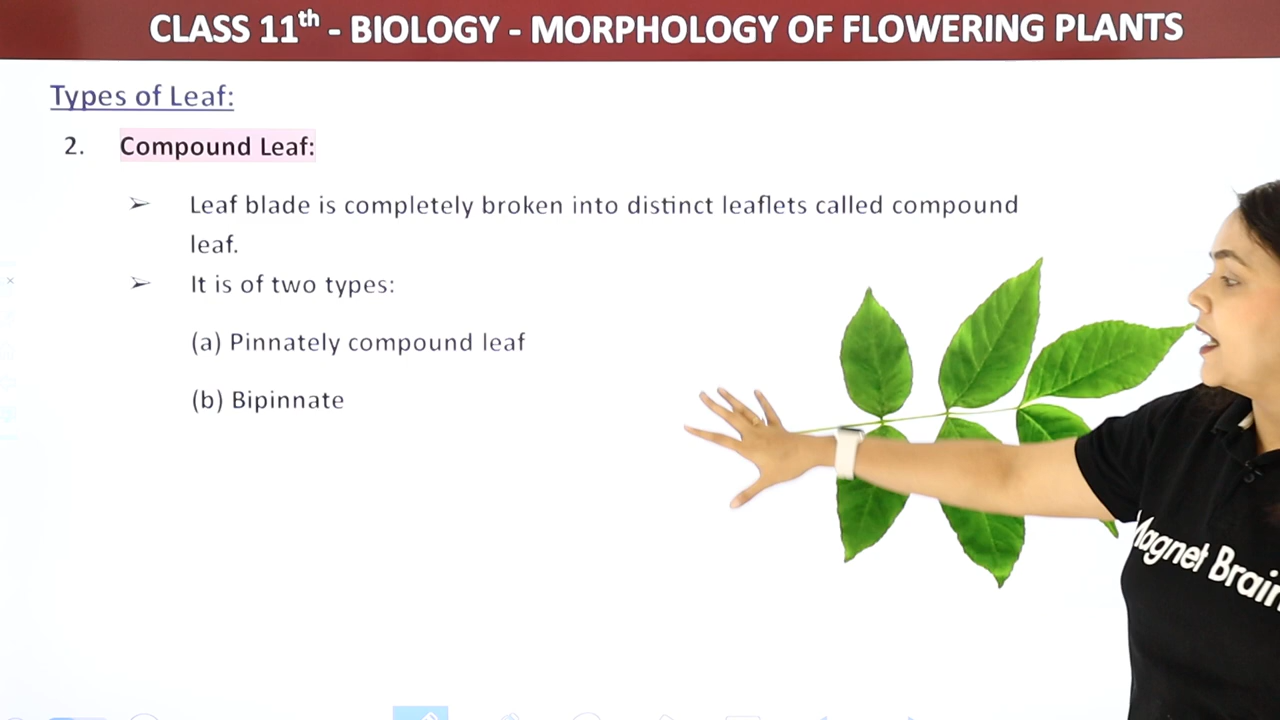 CLASS 11th - BIOLOGY - MORPHOLOGY OF FLOWERING PLANTS
Types of Leaf:
2. Compound Leaf:
➢ Leaf blade is completely broken into distinct leaflets called compound
leaf.
➢ It is of two types:
(a) Pinnately compound leaf
(b) Bipinnate
Magnet Brain